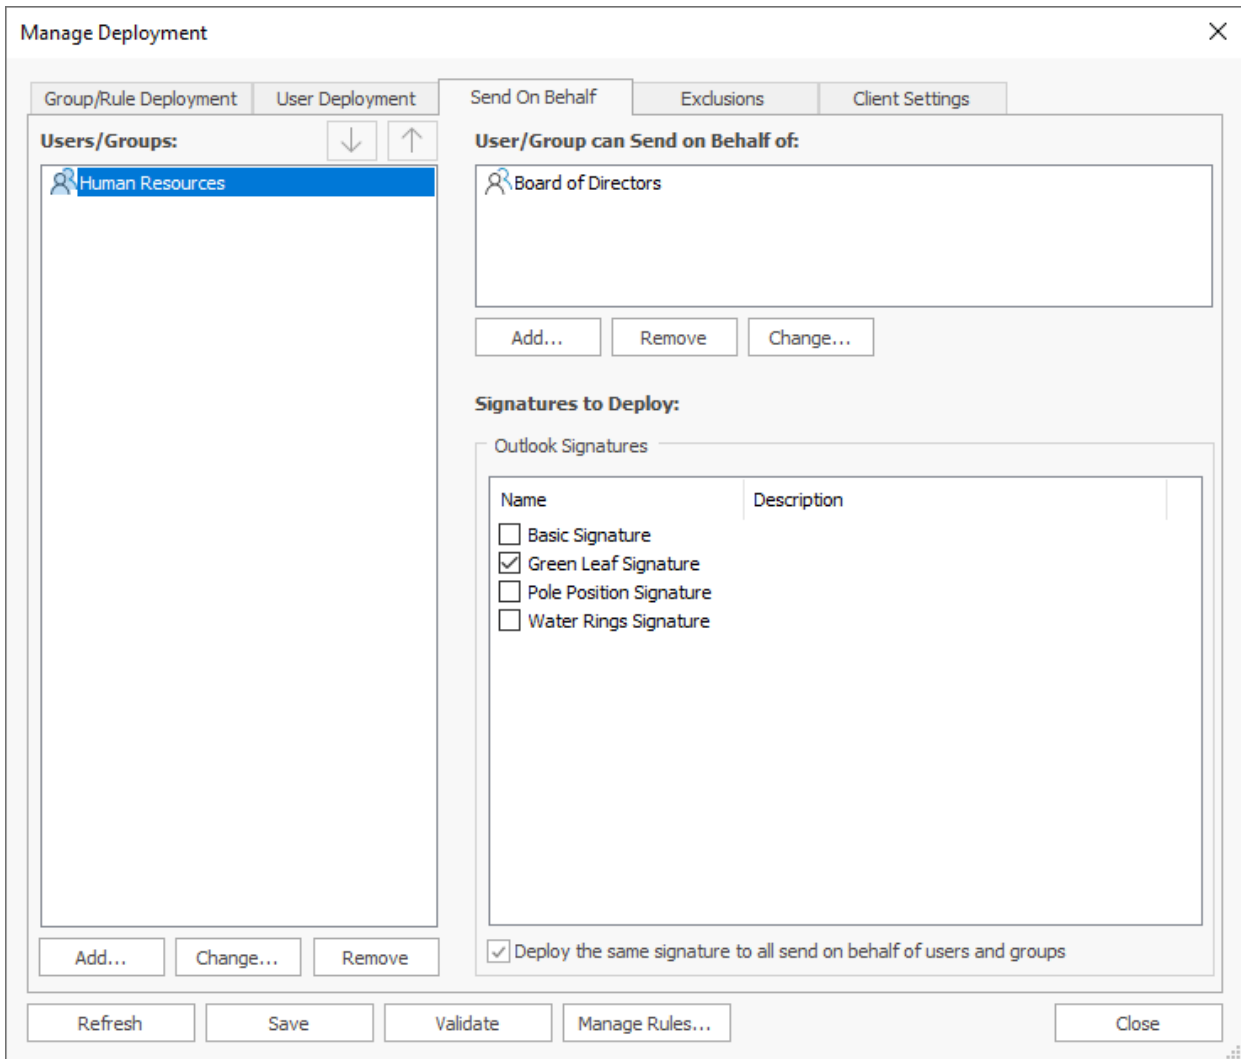 Manage Deployment
Group/Rule Deployment
User Deployment
Send On Behalf
Exclusions
Client Settings
Users/Groups:
Human Resources
Add...
Change...
Remove
User/Group can Send on Behalf of:
Board of Directors
Add...
Remove
Change...
Signatures to Deploy:
Outlook Signatures
Name
Description
Basic Signature
Green Leaf Signature
Pole Position Signature
Water Rings Signature
Deploy the same signature to all send on behalf of users and groups
Refresh
Save
Validate
Manage Rules...
Close